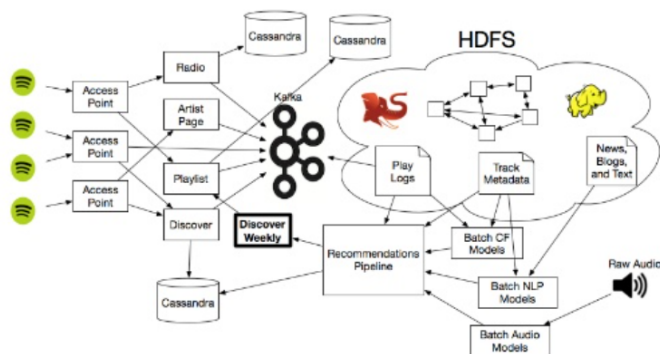 Cassandra
Cassandra
HDFS
Radio
Kafka
Access
Point
Artist
Page
Access
Point
Playlist
Access
Point
Discover
Play
Logs
Track
Metadata
News,
Blogs,
and Text
Discover
Weekly
Recommendations
Pipeline
Batch CF
Models
Raw Audio
Batch NLP
Models
Cassandra
Batch Audio
Models